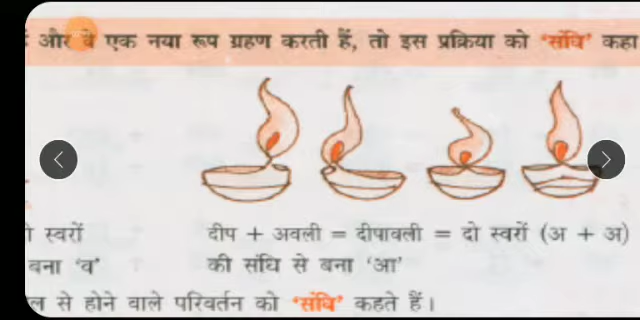 और वे एक नया रूप ग्रहण करती हैं, तो इस प्रक्रिया को ‘संधि’ कहा
स्वरों
बना ‘व’
दीप + अवली = दीपावली = दो स्वरों (अ + अ)
की संधि से बना ‘आ’
से होने वाले परिवर्तन को ‘संधि’ कहते हैं।